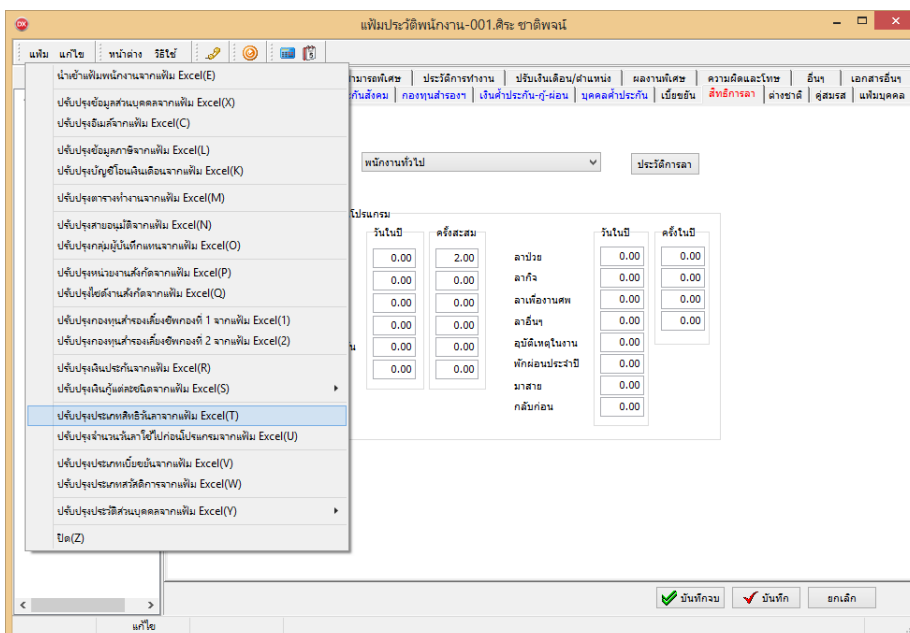 แฟ้มประวัติพนักงาน-001.ศิระ ชาติพจน์
แฟ้ม แก้ไข หน้าต่าง วิธีใช้
นำเข้าแฟ้มพนักงานจากแฟ้ม Excel(E)
ปรับปรุงข้อมูลส่วนบุคคลจากแฟ้ม Excel(X)
ปรับปรุงอีเมล์จากแฟ้ม Excel(C)
ปรับปรุงข้อมูลภาษีจากแฟ้ม Excel(L)
ปรับปรุงบัญชีโอนเงินเดือนจากแฟ้ม Excel(K)
ปรับปรุงตารางทำงานจากแฟ้ม Excel(M)
ปรับปรุงสายอนุมัติจากแฟ้ม Excel(N)
ปรับปรุงกลุ่มผู้บันทึกแทนจากแฟ้ม Excel(O)
ปรับปรุงหน่วยงานสังกัดจากแฟ้ม Excel(P)
ปรับปรุงไซต์งานสังกัดจากแฟ้ม Excel(Q)
ปรับปรุงกองทุนสำรองเลี้ยงชีพกองที่ 1 จากแฟ้ม Excel(1)
ปรับปรุงกองทุนสำรองเลี้ยงชีพกองที่ 2 จากแฟ้ม Excel(2)
ปรับปรุงเงินประกันจากแฟ้ม Excel(R)
ปรับปรุงเงินกู้แต่ละชนิดจากแฟ้ม Excel(S)
ปรับปรุงประเภทสิทธิวันลาจากแฟ้ม Excel(T)
ปรับปรุงจำนวนวันลาใช้ไปก่อนโปรแกรมจากแฟ้ม Excel(U)
ปรับปรุงประเภทเบี้ยขยันจากแฟ้ม Excel(V)
ปรับปรุงประเภทสวัสดิการจากแฟ้ม Excel(W)
ปรับปรุงประวัติส่วนบุคคลจากแฟ้ม Excel(Y)
ปิด(Z)
ามารถพิเศษ ประวัติการทำงาน ปรับเงินเดือน/ตำแหน่ง ผลงานพิเศษ ความผิดและโทษ อื่นๆ เอกสารอื่นๆ
กันสังคม กองทุนสำรองฯ เงินค้ำประกัน-กู้-ผ่อน บุคคลค้ำประกัน เบี้ยขยัน สิทธิการลา ต่างชาติ คู่สมรส แฟ้มบุคคล
พนักงานทั่วไป ประวัติการลา
โปรแกรม
วันในปี ครั้งสะสม วันในปี ครั้งในปี
0.00 2.00 ลาป่วย 0.00 0.00
0.00 0.00 ลากิจ 0.00 0.00
0.00 0.00 ลาเพื่องานศพ 0.00 0.00
0.00 0.00 ลาอื่นๆ 0.00 0.00
น 0.00 0.00 อุบัติเหตุในงาน 0.00
0.00 0.00 พักผ่อนประจำปี 0.00
มาสาย 0.00
กลับก่อน 0.00
บันทึกจบ บันทึก ยกเลิก
แก้ไข